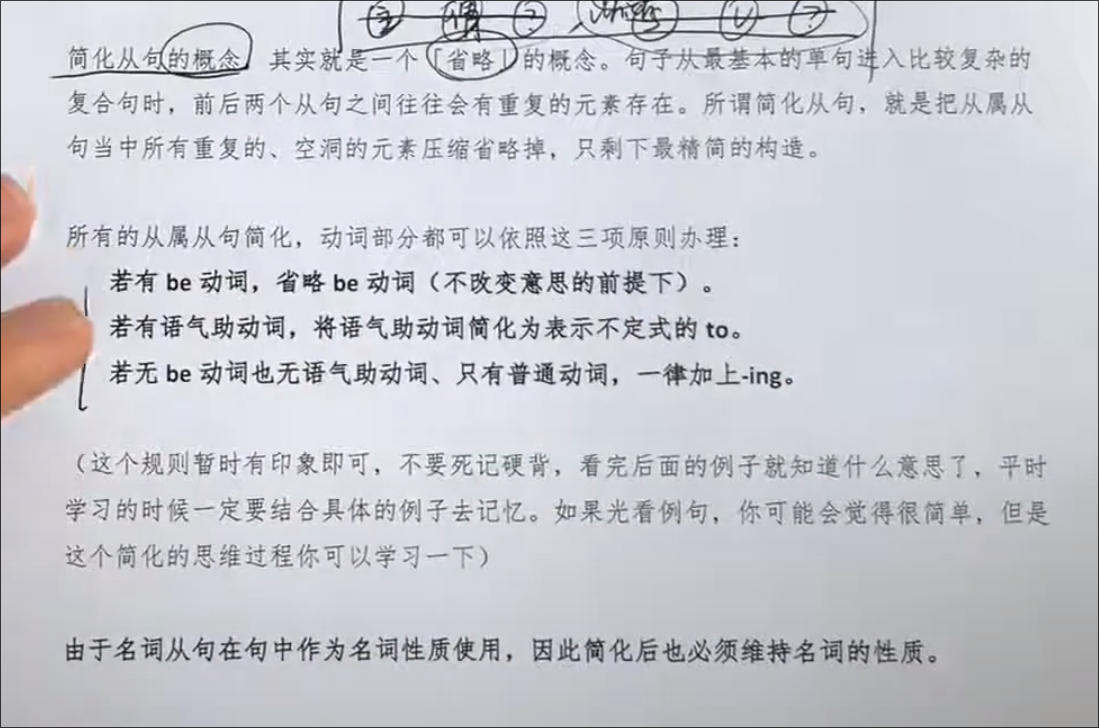 主 情
简化从句的概念，其实就是一个「省略」的概念。句子从最基本的单句进入比较复杂的
复合句时，前后两个从句之间往往会有重复的元素存在。所谓简化从句，就是把从属从
句当中所有重复的、空洞的元素压缩省略掉，只剩下最精简的构造。
所有的从属从句简化，动词部分都可以依照这三项原则办理：
若有 be 动词，省略 be 动词（不改变意思的前提下）。
若有语气助动词，将语气助动词简化为表示不定式的 to。
若无 be 动词也无语气助动词、只有普通动词，一律加上-ing。
（这个规则暂时有印象即可，不要死记硬背，看完后面的例子就知道什么意思了，平时
学习的时候一定要结合具体的例子去记忆。如果光看例句，你可能会觉得很简单，但是
这个简化的思维过程你可以学习一下）
由于名词从句在句中作为名词性质使用，因此简化后也必须维持名词的性质。